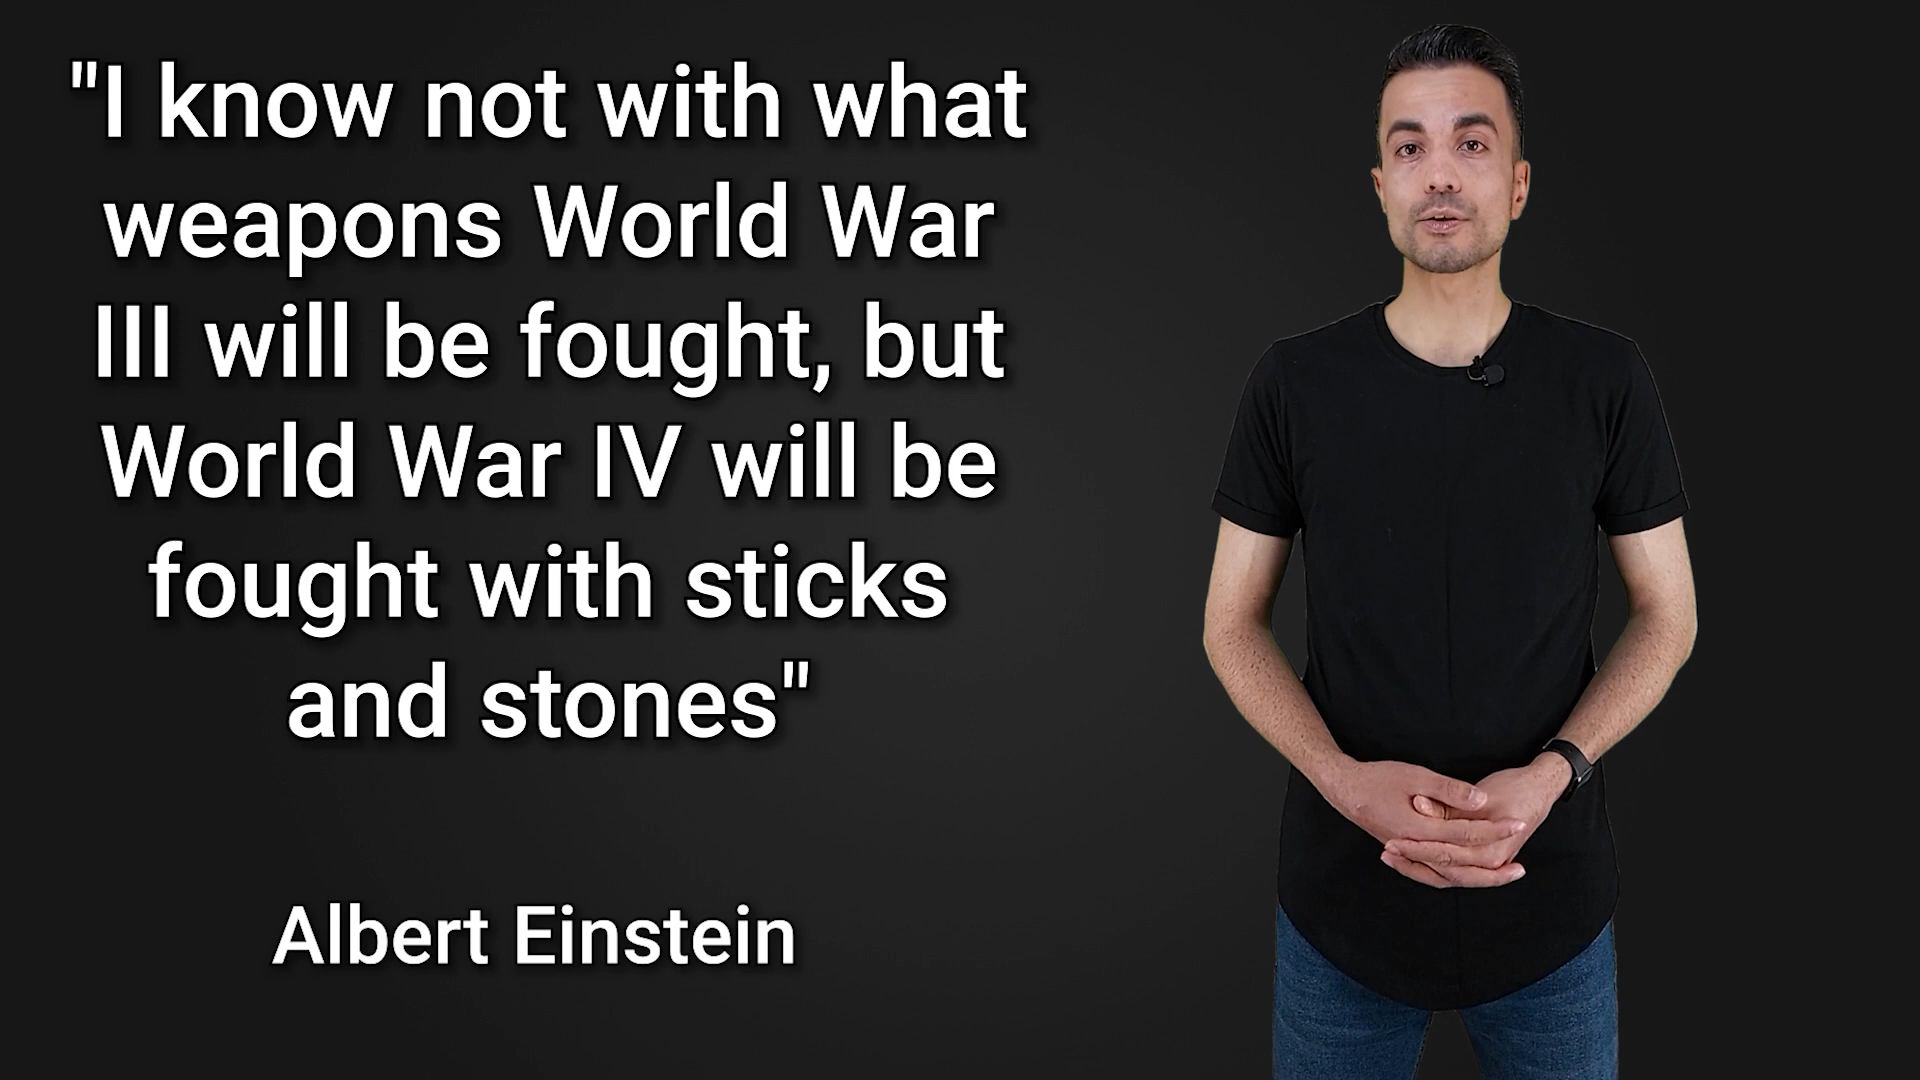 "I know not with what
weapons World War
III will be fought, but
World War IV will be
fought with sticks
and stones"
Albert Einstein